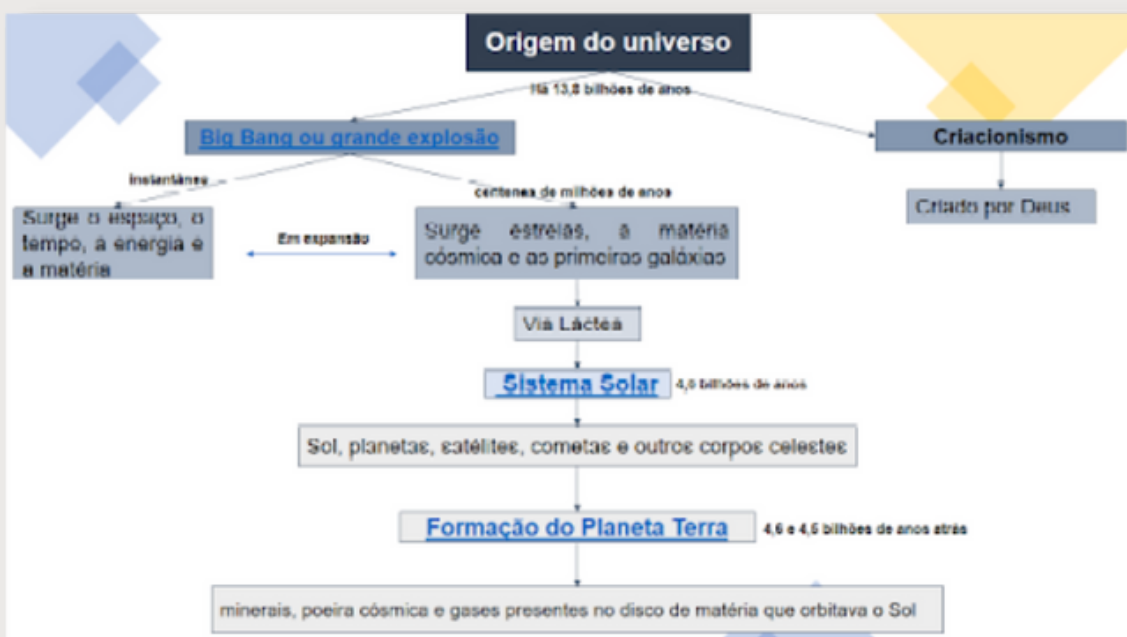 Origem do universo
Há 13,8 bilhões de anos
Big Bang ou grande explosão
Criacionismo
instantâneo
centenas de milhões de anos
Criado por Deus
Surge o espaço, o
tempo, a energia e
a matéria
Em expansão
Surge estrelas, a matéria
cósmica e as primeiras galáxias
Via Láctea
Sistema Solar
4,6 bilhões de anos
Sol, planetas, satélites, cometas e outros corpos celestes
Formação do Planeta Terra
4,6 e 4,5 bilhões de anos atrás
minerais, poeira cósmica e gases presentes no disco de matéria que orbitava o Sol